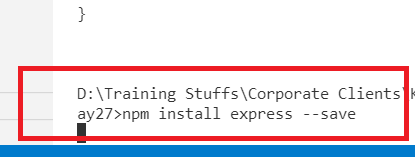 }
D:\Training Stuffs\Corporate Clients\K
ay27>npm install express --save